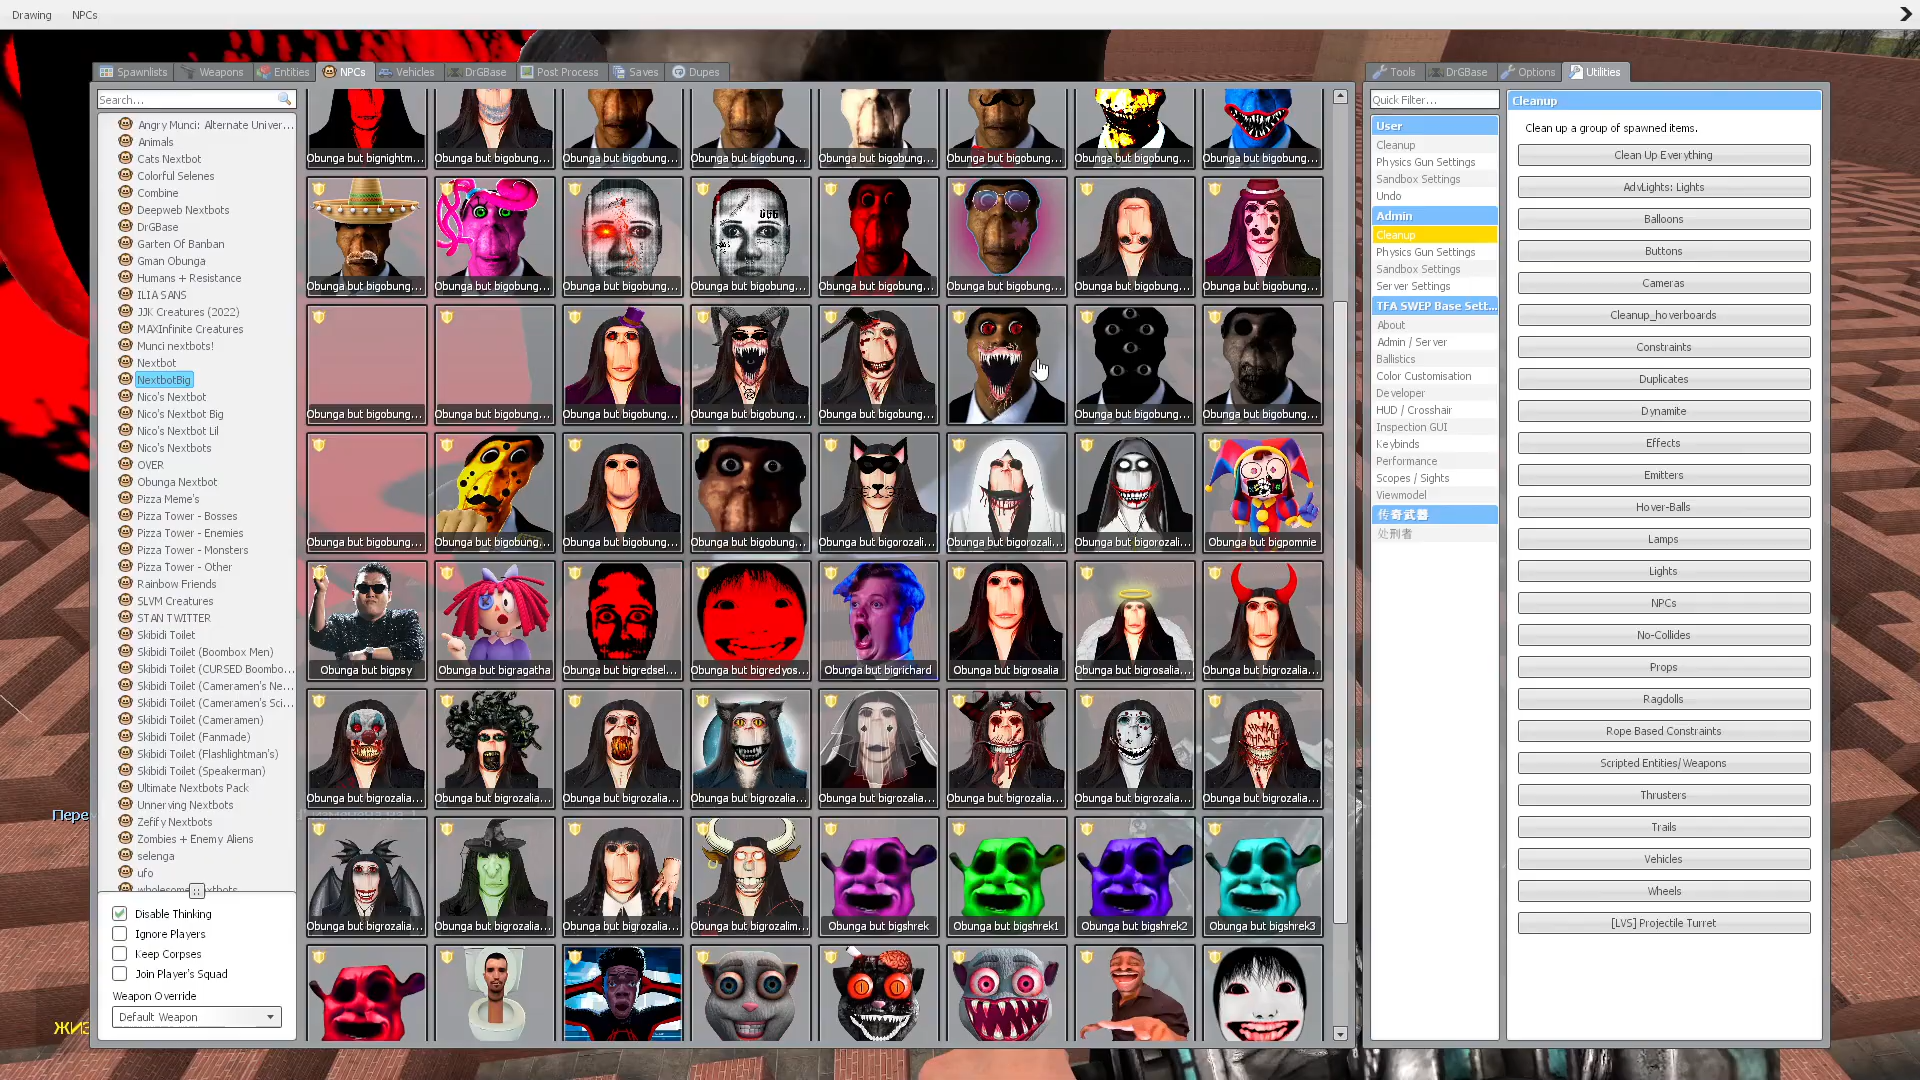 Drawing NPCs
Spawnlists Weapons Entities NPCs Vehicles DrGBase Post Process Saves Dupes
Tools DrGBase Options Utilities
Search...
Angry Munci: Alternate Univer...
Animals
Cats Nextbot
Colorful Selenes
Combine
Deepweb Nextbots
DrGBase
Garten Of Banban
Gman Obunga
Humans + Resistance
ILIA SANS
JJK Creatures (2022)
MAXInfinite Creatures
Munci nextbots!
Nextbot
NextbotBig
Nico's Nextbot
Nico's Nextbot Big
Nico's Nextbot Lil
Nico's Nextbots
OVER
Obunga Nextbot
Pizza Meme's
Pizza Tower - Bosses
Pizza Tower - Enemies
Pizza Tower - Monsters
Pizza Tower - Other
Rainbow Friends
SLVM Creatures
STAN TWITTER
Skibidi Toilet
Skibidi Toilet (Boombox Men)
Skibidi Toilet (CURSED Boombo...
Skibidi Toilet (Cameramen's Ne...
Skibidi Toilet (Cameramen's Sci...
Skibidi Toilet (Cameramen)
Skibidi Toilet (Fanmade)
Skibidi Toilet (Flashlightman's)
Skibidi Toilet (Speakerman)
Ultimate Nextbots Pack
Unnerving Nextbots
Zefify Nextbots
Zombies + Enemy Aliens
selenga
ufo
Disable Thinking
Ignore Players
Keep Corpses
Join Player's Squad
Weapon Override
Default Weapon
Obunga but bignightm... Obunga but bigobung... Obunga but bigobung... Obunga but bigobung... Obunga but bigobung... Obunga but bigobung... Obunga but bigobung... Obunga but bigobung...
Obunga but bigobung... Obunga but bigobung... Obunga but bigobung... Obunga but bigobung... Obunga but bigobung... Obunga but bigobung... Obunga but bigobung... Obunga but bigobung...
Obunga but bigobung... Obunga but bigobung... Obunga but bigobung... Obunga but bigobung... Obunga but bigobung...
Obunga but bigobung... Obunga but bigobung...
Obunga but bigobung... Obunga but bigobung... Obunga but bigobung... Obunga but bigobung... Obunga but bigorozali... Obunga but bigorozali... Obunga but bigorozali... Obunga but bigpomnie
Obunga but bigpsy Obunga but bigragatha Obunga but bigredsel... Obunga but bigredyos... Obunga but bigrichard Obunga but bigrosalia Obunga but bigrosalia... Obunga but bigrozalia...
Obunga but bigrozalia... Obunga but bigrozalia... Obunga but bigrozalia... Obunga but bigrozalia... Obunga but bigrozalia... Obunga but bigrozalia... Obunga but bigrozalia... Obunga but bigrozalia...
Obunga but bigrozalia... Obunga but bigrozalia... Obunga but bigrozalia... Obunga but bigrozalim... Obunga but bigshrek Obunga but bigshrek1 Obunga but bigshrek2 Obunga but bigshrek3
Quick Filter...
User
Cleanup
Physics Gun Settings
Sandbox Settings
Undo
Admin
Cleanup
Physics Gun Settings
Sandbox Settings
Server Settings
TFA SWEP Base Sett...
About
Admin / Server
Ballistics
Color Customisation
Developer
HUD / Crosshair
Inspection GUI
Keybinds
Performance
Scopes / Sights
Viewmodel
传奇武器
处刑者
Cleanup
Clean up a group of spawned items.
Clean Up Everything
AdvLights: Lights
Balloons
Buttons
Cameras
Cleanup_hoverboards
Constraints
Duplicates
Dynamite
Effects
Emitters
Hover-Balls
Lamps
Lights
NPCs
No-Collides
Props
Ragdolls
Rope Based Constraints
Scripted Entities/Weapons
Thrusters
Trails
Vehicles
Wheels
[LVS] Projectile Turret
Пере
ЖИЗ